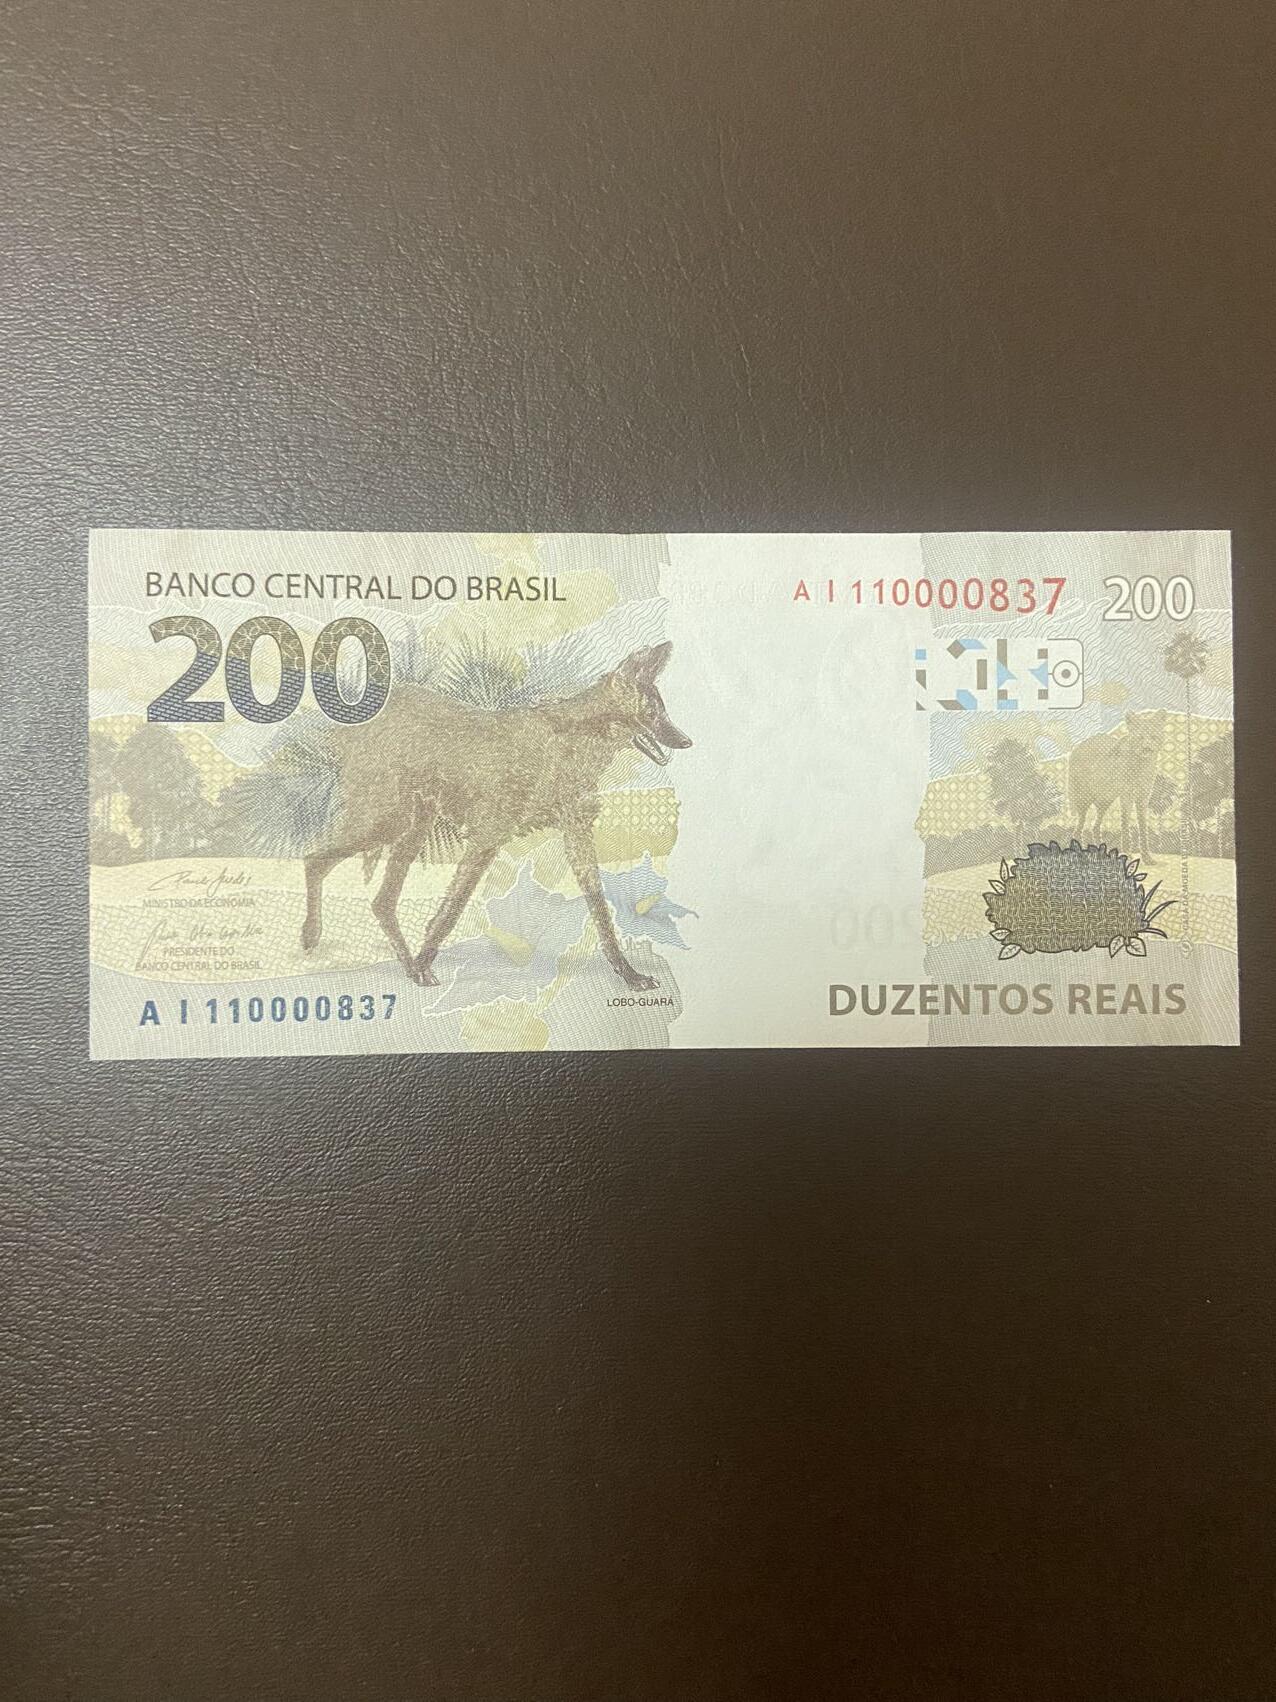 BANCO CENTRAL DO BRASIL
A I 110000837
200
200
MINISTRO DA ECONOMIA
PRESIDENTE DO
BANCO CENTRAL DO BRASIL
A I 110000837
LOBO-GUARÁ
DUZENTOS REAIS